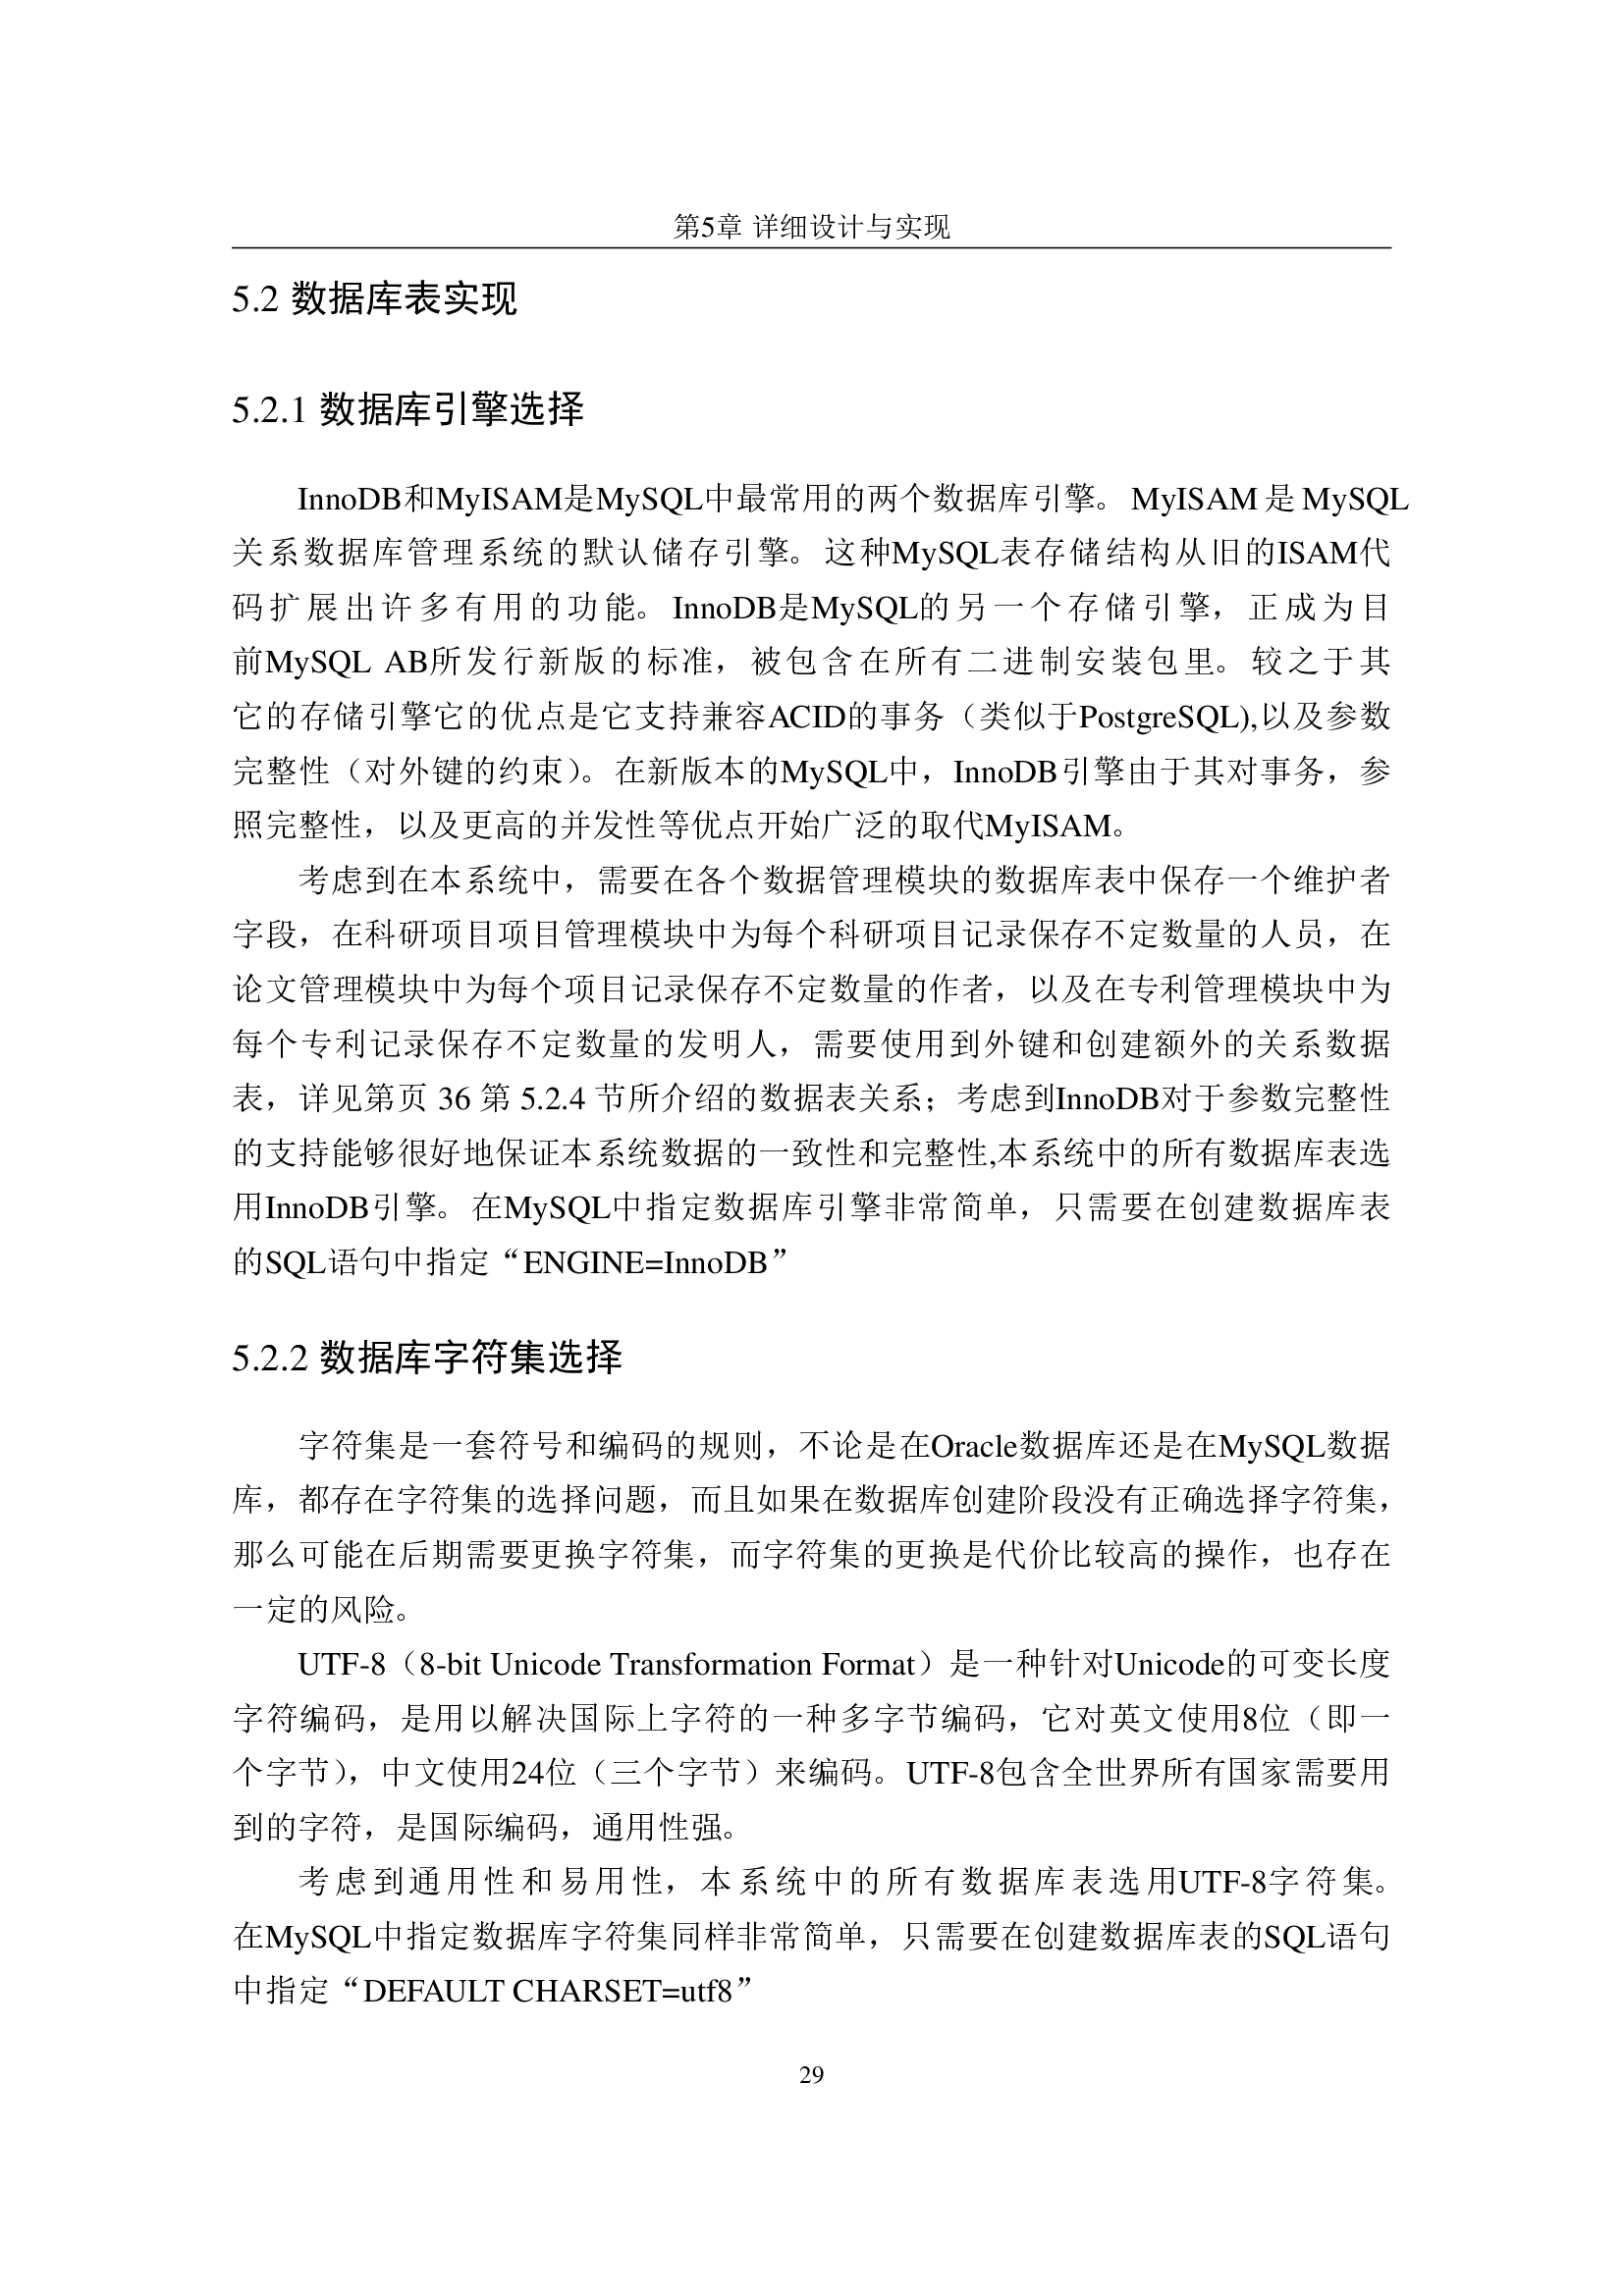 第5章 详细设计与实现
5.2 数据库表实现
5.2.1 数据库引擎选择
InnoDB和MyISAM是MySQL中最常用的两个数据库引擎。MyISAM 是 MySQL
关系数据库管理系统的默认储存引擎。这种MySQL表存储结构从旧的ISAM代
码扩展出许多有用的功能。InnoDB是MySQL的另一个存储引擎，正成为目
前MySQL AB所发行新版的标准，被包含在所有二进制安装包里。较之于其
它的存储引擎它的优点是它支持兼容ACID的事务（类似于PostgreSQL),以及参数
完整性（对外键的约束）。在新版本的MySQL中，InnoDB引擎由于其对事务，参
照完整性，以及更高的并发性等优点开始广泛的取代MyISAM。
考虑到在本系统中，需要在各个数据管理模块的数据库表中保存一个维护者
字段，在科研项目项目管理模块中为每个科研项目记录保存不定数量的人员，在
论文管理模块中为每个项目记录保存不定数量的作者，以及在专利管理模块中为
每个专利记录保存不定数量的发明人，需要使用到外键和创建额外的关系数据
表，详见第页 36 第 5.2.4 节所介绍的数据表关系；考虑到InnoDB对于参数完整性
的支持能够很好地保证本系统数据的一致性和完整性,本系统中的所有数据库表选
用InnoDB引擎。在MySQL中指定数据库引擎非常简单，只需要在创建数据库表
的SQL语句中指定“ENGINE=InnoDB”
5.2.2 数据库字符集选择
字符集是一套符号和编码的规则，不论是在Oracle数据库还是在MySQL数据
库，都存在字符集的选择问题，而且如果在数据库创建阶段没有正确选择字符集，
那么可能在后期需要更换字符集，而字符集的更换是代价比较高的操作，也存在
一定的风险。
UTF-8（8-bit Unicode Transformation Format）是一种针对Unicode的可变长度
字符编码，是用以解决国际上字符的一种多字节编码，它对英文使用8位（即一
个字节），中文使用24位（三个字节）来编码。UTF-8包含全世界所有国家需要用
到的字符，是国际编码，通用性强。
考虑到通用性和易用性，本系统中的所有数据库表选用UTF-8字符集。
在MySQL中指定数据库字符集同样非常简单，只需要在创建数据库表的SQL语句
中指定“DEFAULT CHARSET=utf8”
29